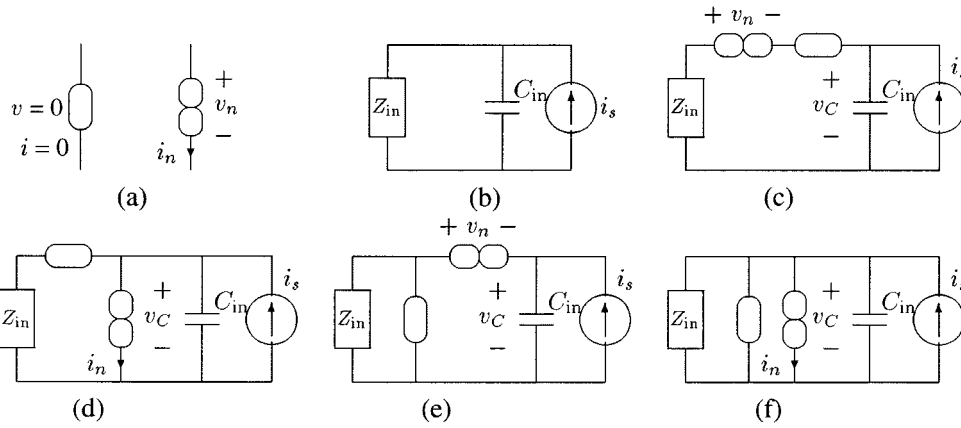 v = 0
i = 0
+
v_n
−
i_n
(a)
Z_in
C_in
i_s
(b)
+ v_n −
Z_in
+
v_C
−
C_in
(c)
Z_in
i_n
+
v_C
−
C_in
i_s
(d)
+ v_n −
Z_in
+
v_C
−
C_in
i_s
(e)
Z_in
i_n
+
v_C
−
C_in
(f)